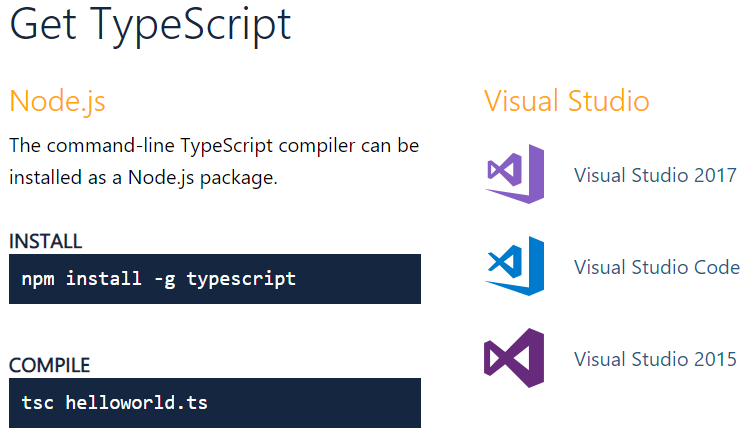 Get TypeScript
Node.js
The command-line TypeScript compiler can be
installed as a Node.js package.
INSTALL
npm install -g typescript
COMPILE
tsc helloworld.ts
Visual Studio
Visual Studio 2017
Visual Studio Code
Visual Studio 2015